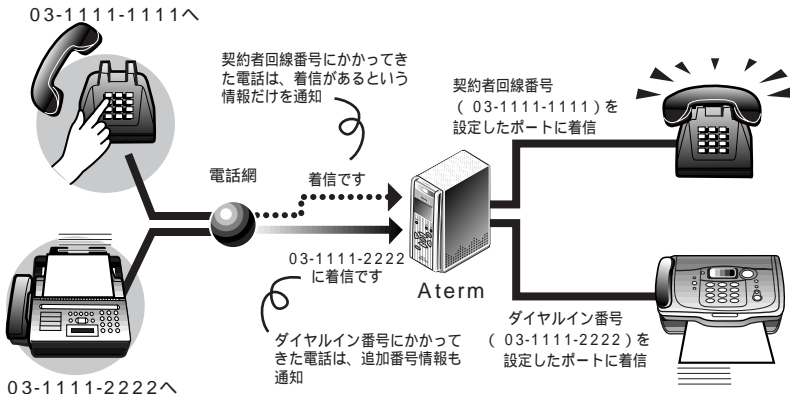 03-1111-1111へ
契約者回線番号にかかってき
た電話は、着信があるという
情報だけを通知
契約者回線番号
( 03-1111-1111 ) を
設定したポートに着信
電話網
着信です
03-1111-2222
に着信です
Aterm
ダイヤルイン番号にかかって
きた電話は、追加番号情報も
通知
ダイヤルイン番号
( 03-1111-2222 ) を
設定したポートに着信
03-1111-2222へ